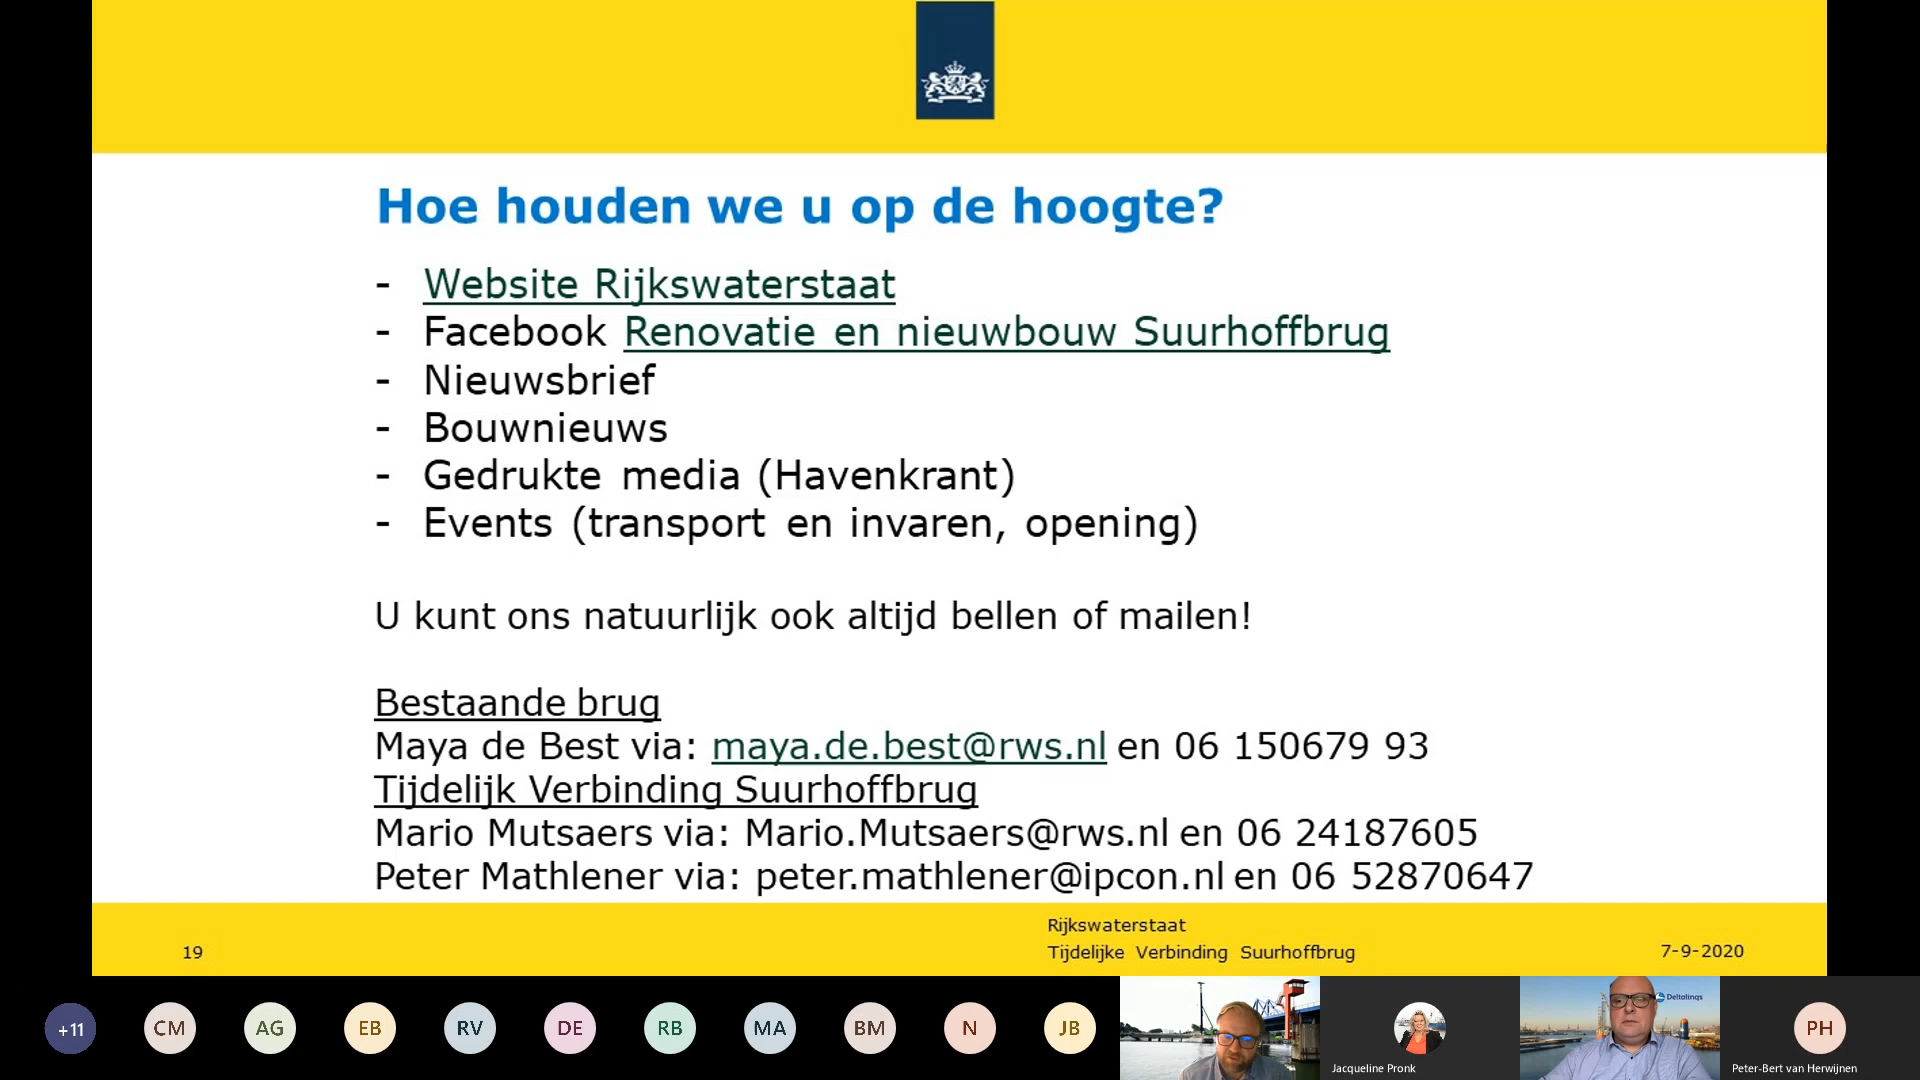 Hoe houden we u op de hoogte?
- Website Rijkswaterstaat
- Facebook Renovatie en nieuwbouw Suurhoffbrug
- Nieuwsbrief
- Bouwnieuws
- Gedrukte media (Havenkrant)
- Events (transport en invaren, opening)
U kunt ons natuurlijk ook altijd bellen of mailen!
Bestaande brug
Maya de Best via: maya.de.best@rws.nl en 06 150679 93
Tijdelijk Verbinding Suurhoffbrug
Mario Mutsaers via: Mario.Mutsaers@rws.nl en 06 24187605
Peter Mathlener via: peter.mathlener@ipcon.nl en 06 52870647
19
Rijkswaterstaat
Tijdelijke Verbinding Suurhoffbrug
7-9-2020
+11
CM
AG
EB
RV
DE
RB
MA
BM
N
JB
Jacqueline Pronk
Deltalinqs
PH
Peter-Bert van Herwijnen